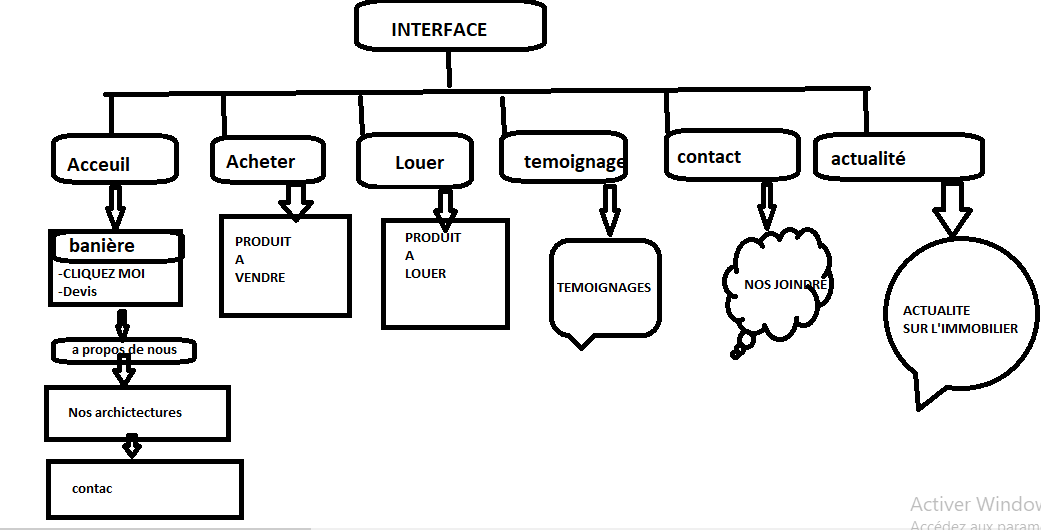 INTERFACE
Acceuil
Acheter
Louer
temoignage
contact
actualité
banière
-CLIQUEZ MOI
-Devis
PRODUIT
A
VENDRE
PRODUIT
A
LOUER
TEMOIGNAGES
NOS JOINDRE
ACTUALITE
SUR L'IMMOBILIER
a propos de nous
Nos archictectures
contac
Activer Window
Accédez aux param